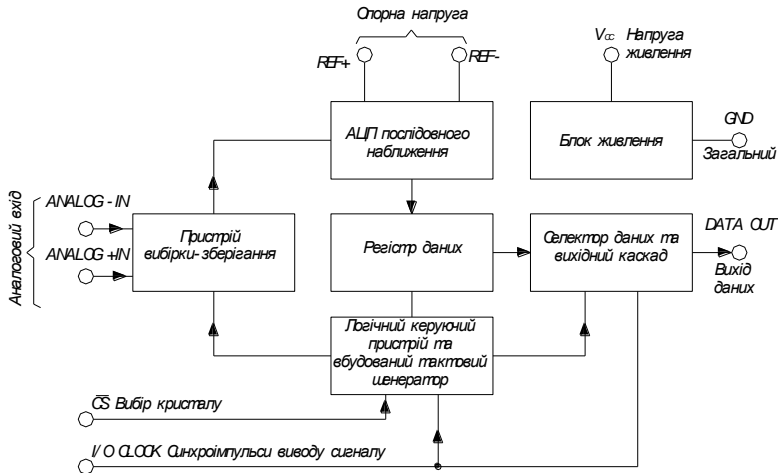 Опорна напруга
REF+
REF-
Vcc Напруга
живлення
АЦП послідовного
наближення
Блок живлення
GND
Загальний
Аналоговий вхід
ANALOG - IN
ANALOG +IN
Пристрій
вибірки- зберігання
Регістр даних
Селектор даних та
вихідний каскад
DATA OUT
Вихід
даних
Логічний керуючий
пристрій та
вбудований тактовий
шенератор
CS Вибір кристалу
I/O CLOCK Синхроімпульси виводу сигналу